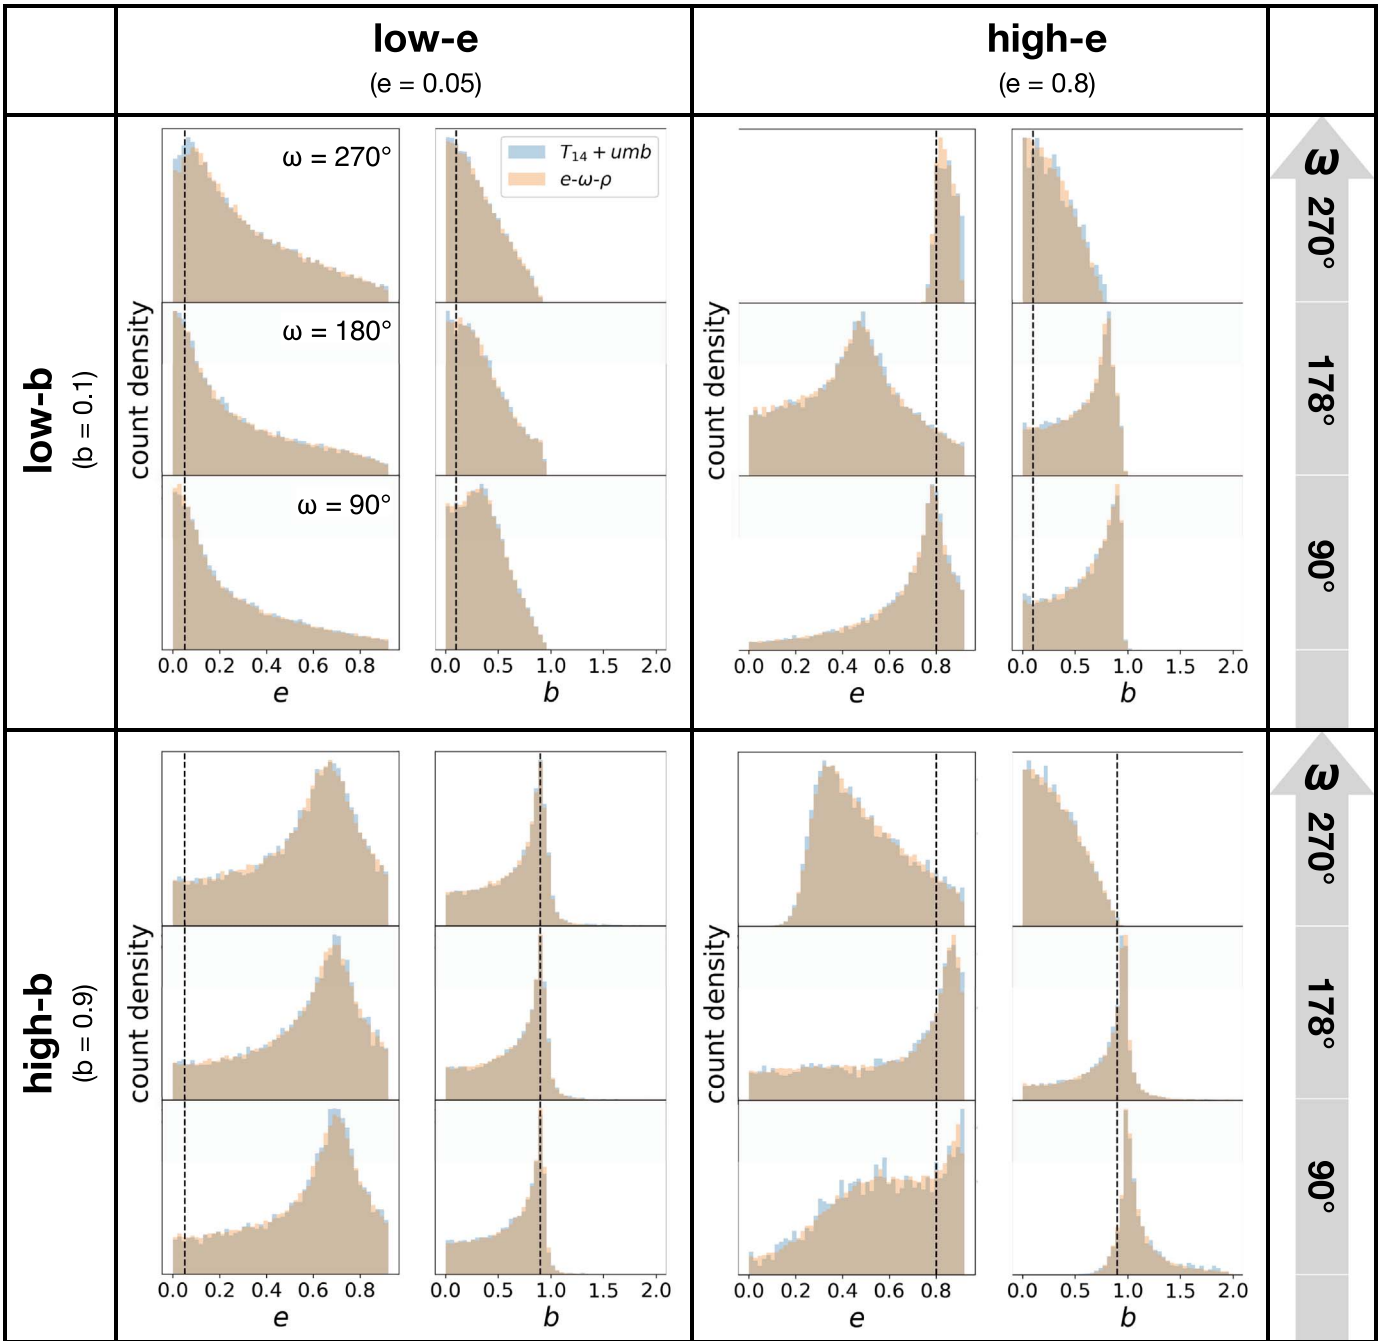 low-e
(e = 0.05)
high-e
(e = 0.8)
low-b
(b = 0.1)
count density
ω = 270°
ω = 180°
ω = 90°
T14 + umb
e-ω-ρ
0.0 0.2 0.4 0.6 0.8
e
0.0 0.5 1.0 1.5 2.0
b
count density
0.0 0.2 0.4 0.6 0.8
e
0.0 0.5 1.0 1.5 2.0
b
ω
270°
178°
90°
high-b
(b = 0.9)
count density
0.0 0.2 0.4 0.6 0.8
e
0.0 0.5 1.0 1.5 2.0
b
count density
0.0 0.2 0.4 0.6 0.8
e
0.0 0.5 1.0 1.5 2.0
b
ω
270°
178°
90°